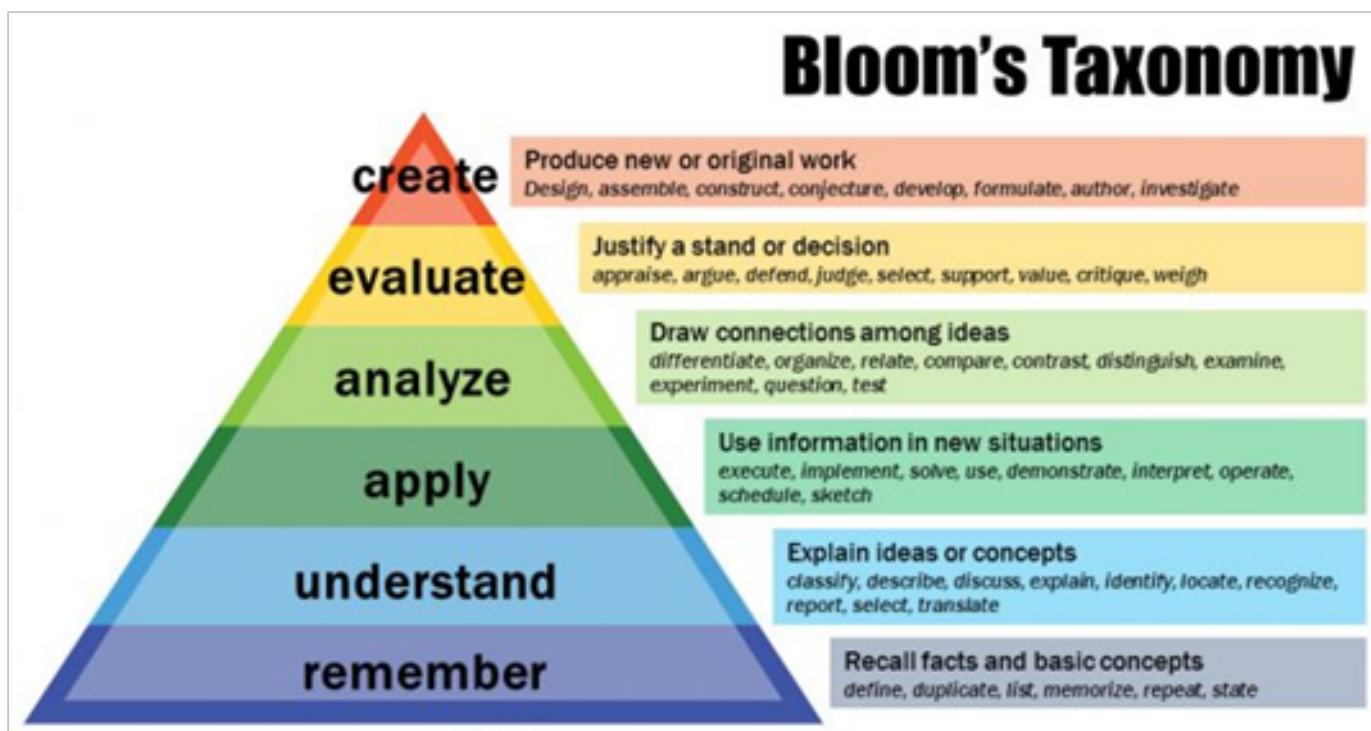 Bloom's Taxonomy
create
Produce new or original work
Design, assemble, construct, conjecture, develop, formulate, author, investigate
evaluate
Justify a stand or decision
appraise, argue, defend, judge, select, support, value, critique, weigh
analyze
Draw connections among ideas
differentiate, organize, relate, compare, contrast, distinguish, examine,
experiment, question, test
apply
Use information in new situations
execute, implement, solve, use, demonstrate, interpret, operate,
schedule, sketch
understand
Explain ideas or concepts
classify, describe, discuss, explain, identify, locate, recognize,
report, select, translate
remember
Recall facts and basic concepts
define, duplicate, list, memorize, repeat, state